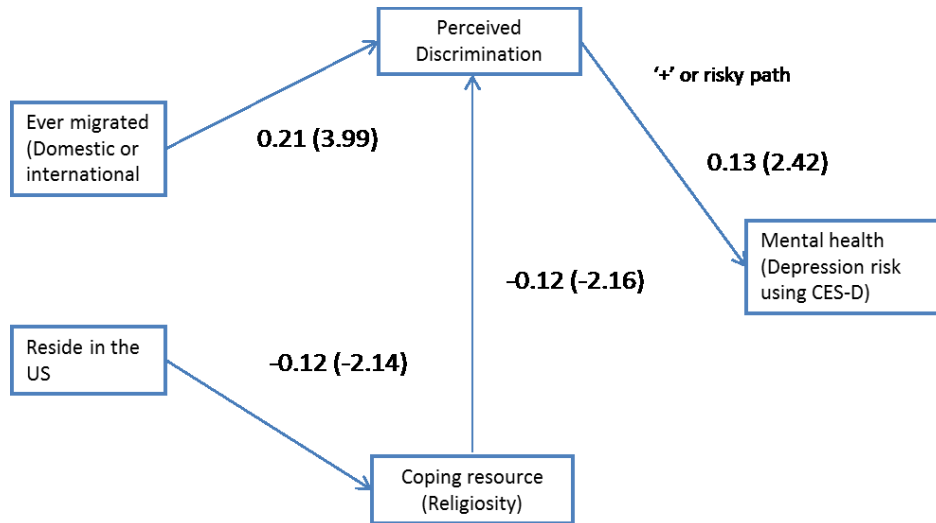 Perceived
Discrimination
‘+’ or risky path
Ever migrated
(Domestic or
international
0.21 (3.99)
0.13 (2.42)
Mental health
(Depression risk
using CES-D)
-0.12 (-2.16)
Reside in the
US
-0.12 (-2.14)
Coping resource
(Religiosity)